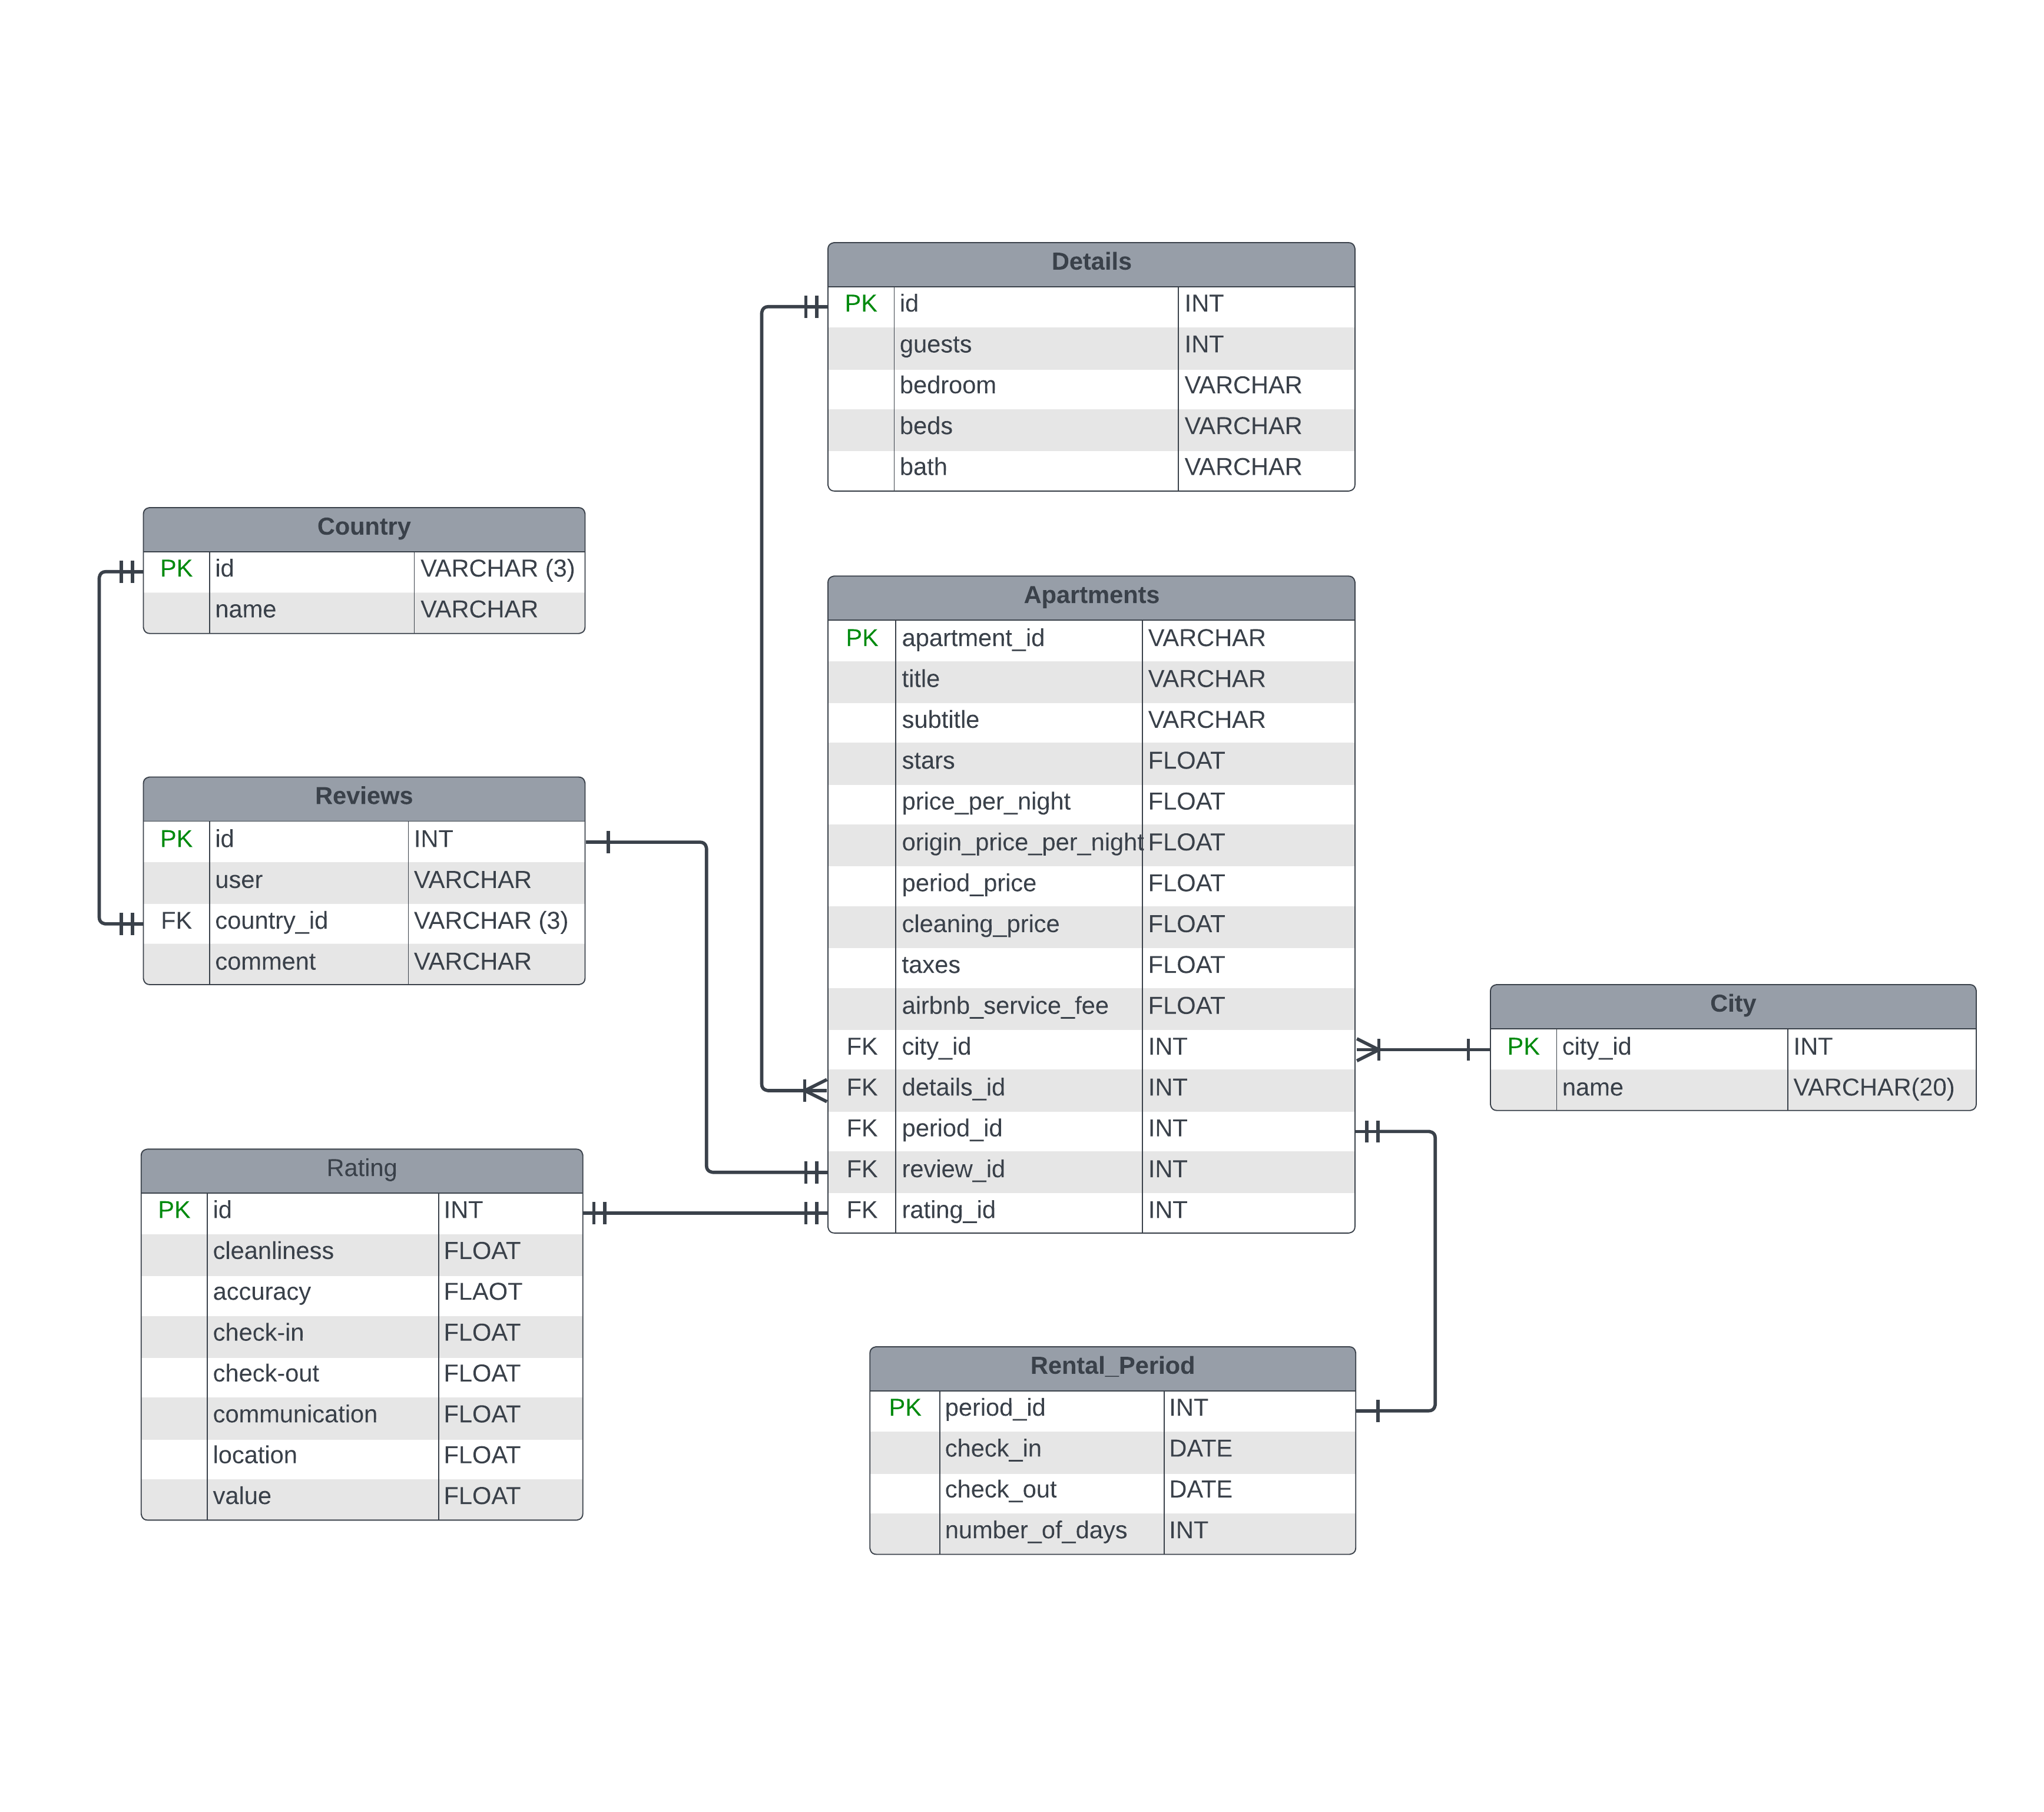 Details
PK id INT
guests INT
bedroom VARCHAR
beds VARCHAR
bath VARCHAR
Country
PK id VARCHAR (3)
name VARCHAR
Apartments
PK apartment_id VARCHAR
title VARCHAR
subtitle VARCHAR
stars FLOAT
price_per_night FLOAT
origin_price_per_night FLOAT
period_price FLOAT
cleaning_price FLOAT
taxes FLOAT
airbnb_service_fee FLOAT
FK city_id INT
FK details_id INT
FK period_id INT
FK review_id INT
FK rating_id INT
Reviews
PK id INT
user VARCHAR
FK country_id VARCHAR (3)
comment VARCHAR
City
PK city_id INT
name VARCHAR(20)
Rating
PK id INT
cleanliness FLOAT
accuracy FLAOT
check-in FLOAT
check-out FLOAT
communication FLOAT
location FLOAT
value FLOAT
Rental_Period
PK period_id INT
check_in DATE
check_out DATE
number_of_days INT